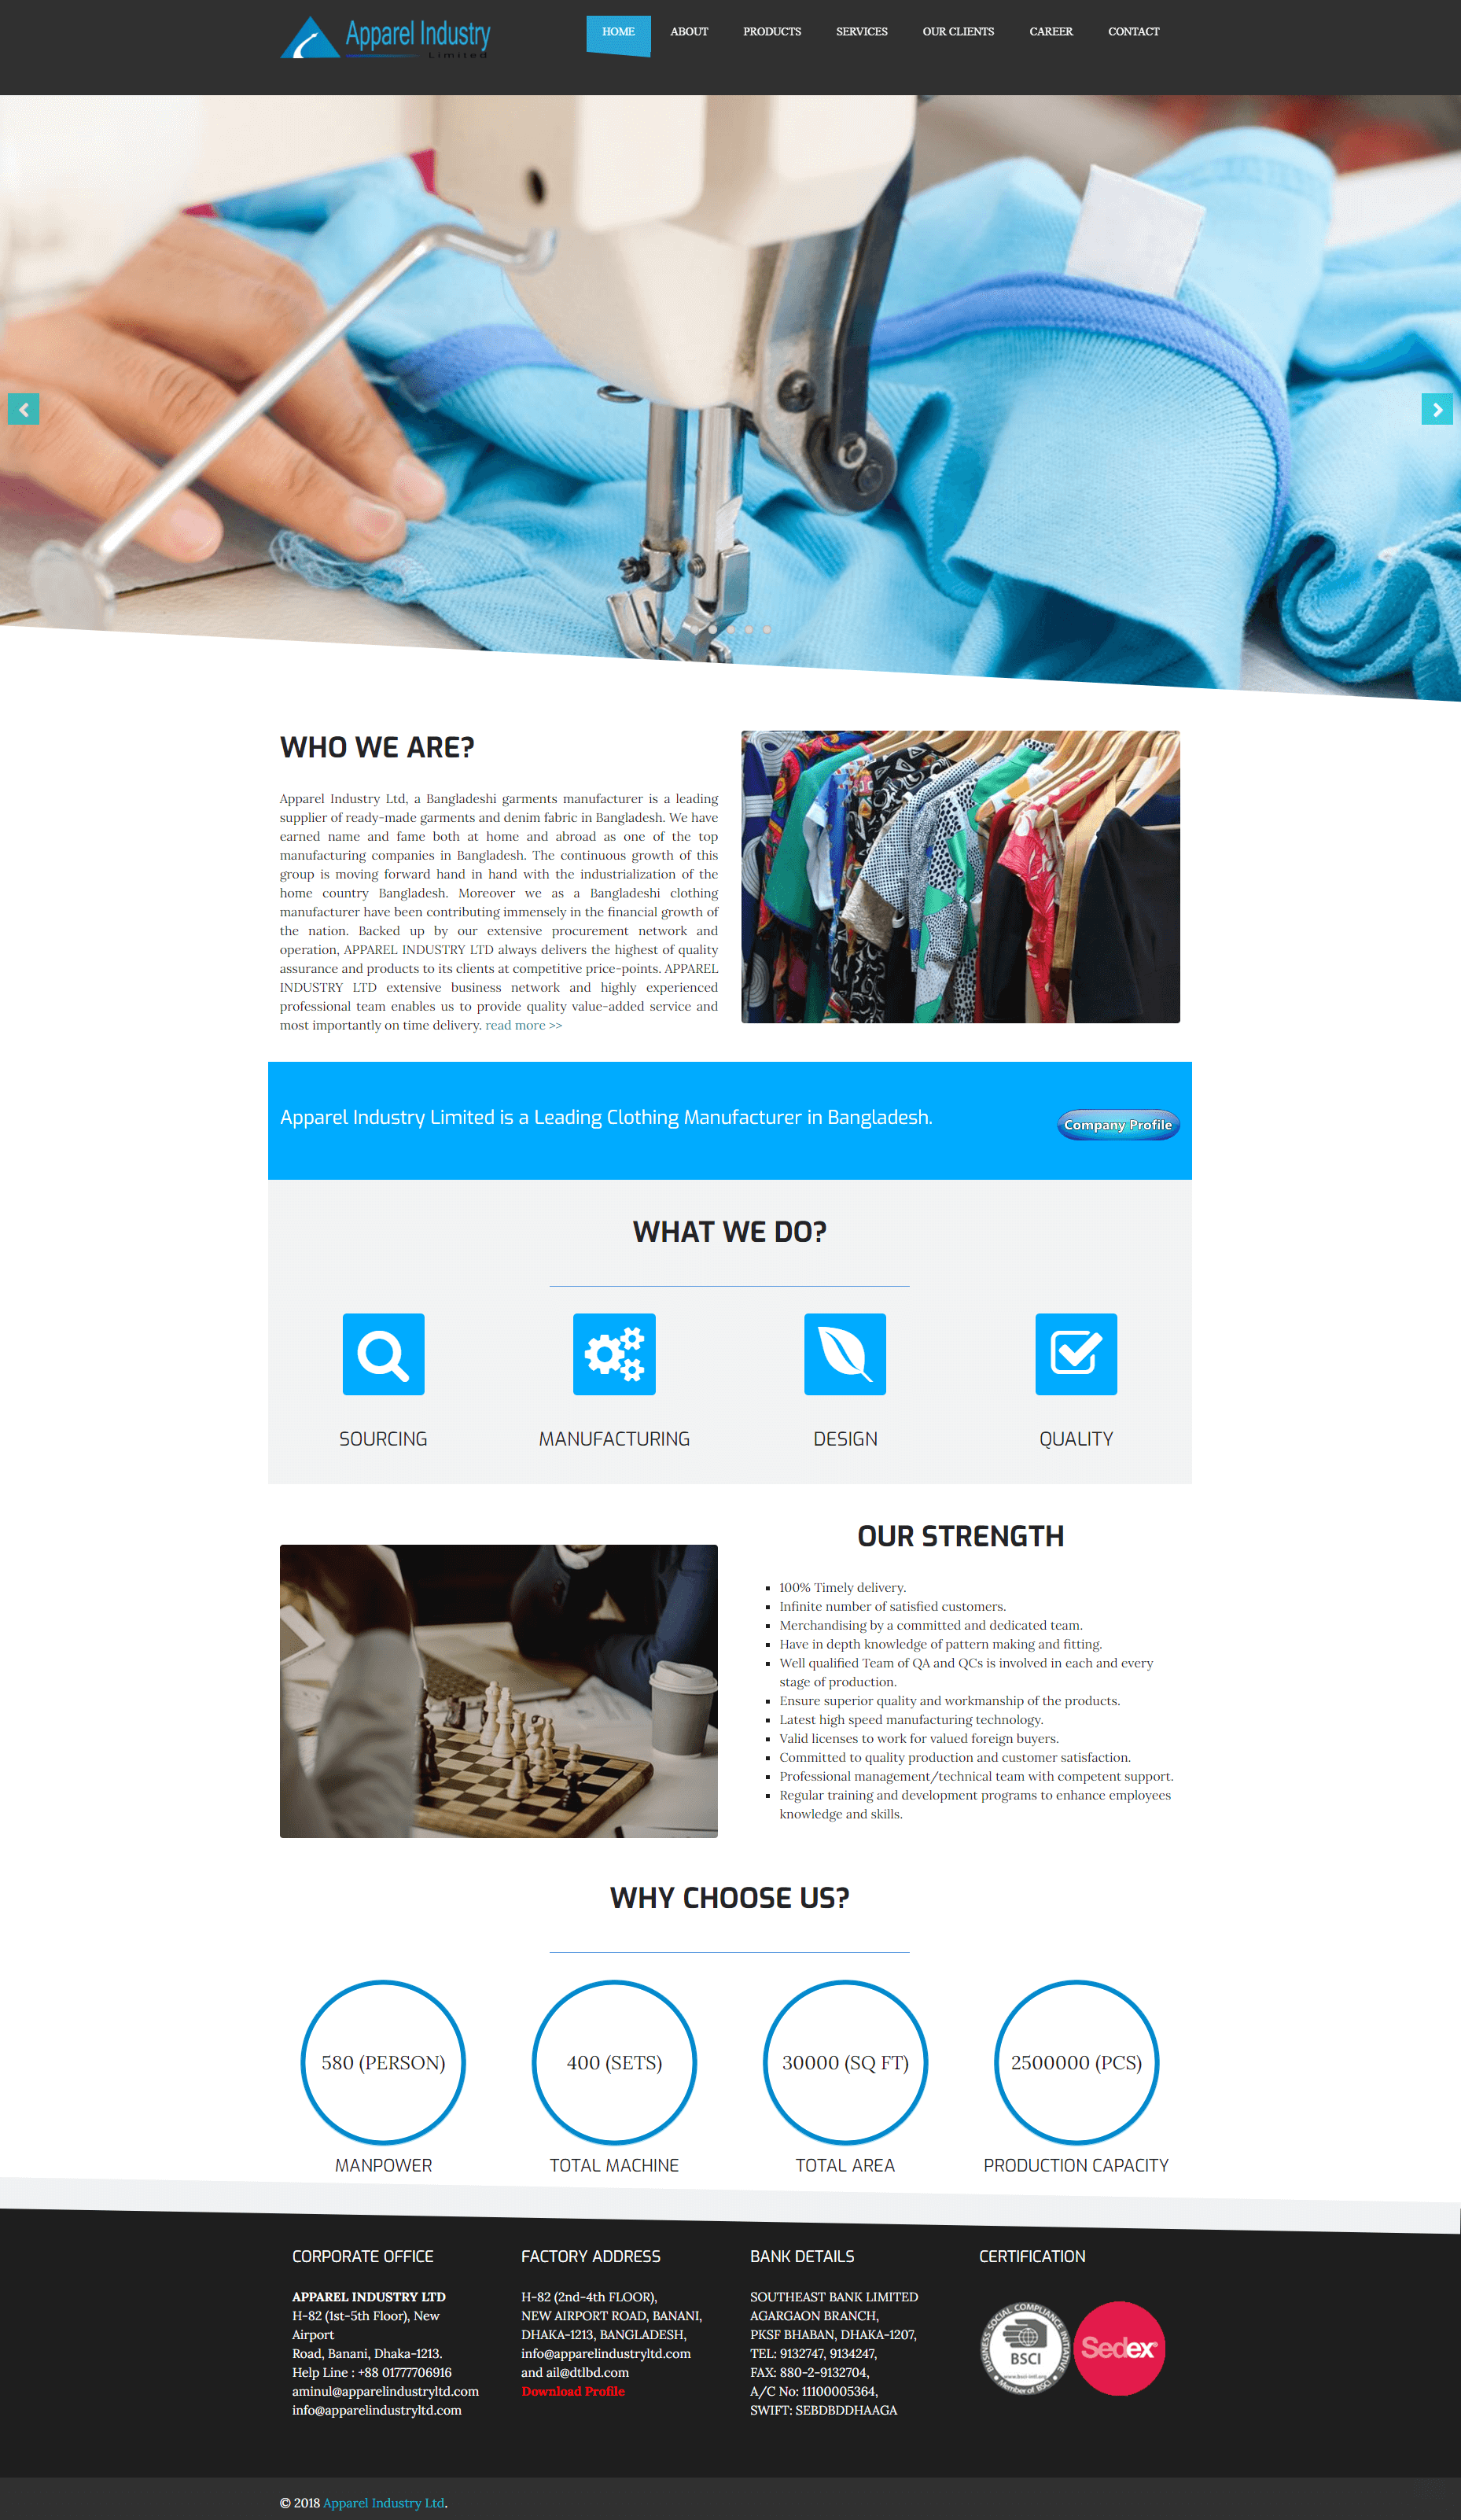 Apparel Industry
Limited
HOME
ABOUT
PRODUCTS
SERVICES
OUR CLIENTS
CAREER
CONTACT
WHO WE ARE?
Apparel Industry Ltd, a Bangladeshi garments manufacturer is a leading
supplier of ready-made garments and denim fabric in Bangladesh. We have
earned name and fame both at home and abroad as one of the top
manufacturing companies in Bangladesh. The continuous growth of this
group is moving forward hand in hand with the industrialization of the
home country Bangladesh. Moreover we as a Bangladeshi clothing
manufacturer have been contributing immensely in the financial growth of
the nation. Backed up by our extensive procurement network and
operation, APPAREL INDUSTRY LTD always delivers the highest of quality
assurance and products to its clients at competitive price-points. APPAREL
INDUSTRY LTD extensive business network and highly experienced
professional team enables us to provide quality value-added service and
most importantly on time delivery. read more >>
Apparel Industry Limited is a Leading Clothing Manufacturer in Bangladesh.
Company Profile
WHAT WE DO?
SOURCING
MANUFACTURING
DESIGN
QUALITY
OUR STRENGTH
100% Timely delivery.
Infinite number of satisfied customers.
Merchandising by a committed and dedicated team.
Have in depth knowledge of pattern making and fitting.
Well qualified Team of QA and QCs is involved in each and every
stage of production.
Ensure superior quality and workmanship of the products.
Latest high speed manufacturing technology.
Valid licenses to work for valued foreign buyers.
Committed to quality production and customer satisfaction.
Professional management/technical team with competent support.
Regular training and development programs to enhance employees
knowledge and skills.
WHY CHOOSE US?
580 (PERSON)
MANPOWER
400 (SETS)
TOTAL MACHINE
30000 (SQ FT)
TOTAL AREA
2500000 (PCS)
PRODUCTION CAPACITY
CORPORATE OFFICE
APPAREL INDUSTRY LTD
H-82 (1st-5th Floor), New
Airport
Road, Banani, Dhaka-1213.
Help Line : +88 01777706916
aminul@apparelindustryltd.com
info@apparelindustryltd.com
FACTORY ADDRESS
H-82 (2nd-4th FLOOR),
NEW AIRPORT ROAD, BANANI,
DHAKA-1213, BANGLADESH,
info@apparelindustryltd.com
and ail@dtlbd.com
Download Profile
BANK DETAILS
SOUTHEAST BANK LIMITED
AGARGAON BRANCH,
PKSF BHABAN, DHAKA-1207,
TEL: 9132747, 9134247,
FAX: 880-2-9132704,
A/C No: 11100005364,
SWIFT: SEBDBDDHAAGA
CERTIFICATION
BUSINESS SOCIAL COMPLIANCE INITIATIVE
BSCI
www.bsci-intl.org
Member of BSCI
Sedex
© 2018 Apparel Industry Ltd.